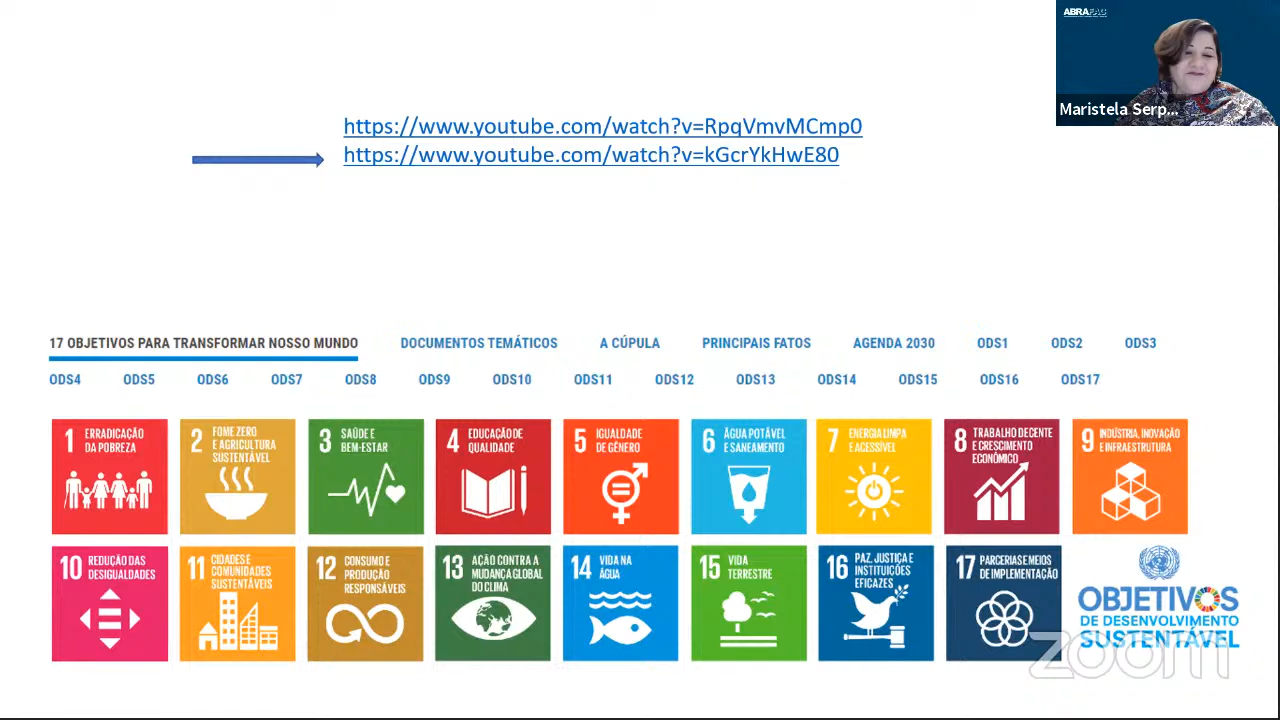 ABRAFAC
Maristela Serp...
https://www.youtube.com/watch?v=RpqVmvMCmp0
https://www.youtube.com/watch?v=kGcrYkHwE80
17 OBJETIVOS PARA TRANSFORMAR NOSSO MUNDO DOCUMENTOS TEMÁTICOS A CÚPULA PRINCIPAIS FATOS AGENDA 2030 ODS1 ODS2 ODS3
ODS4 ODS5 ODS6 ODS7 ODS8 ODS9 ODS10 ODS11 ODS12 ODS13 ODS14 ODS15 ODS16 ODS17
1 ERRADICAÇÃO
DA POBREZA
2 FOME ZERO
E AGRICULTURA
SUSTENTÁVEL
3 SAÚDE E
BEM-ESTAR
4 EDUCAÇÃO DE
QUALIDADE
5 IGUALDADE
DE GÊNERO
6 ÁGUA POTÁVEL
E SANEAMENTO
7 ENERGIA LIMPA
E ACESSÍVEL
8 TRABALHO DECENTE
E CRESCIMENTO
ECONÔMICO
9 INDÚSTRIA, INOVAÇÃO
E INFRAESTRUTURA
10 REDUÇÃO DAS
DESIGUALDADES
11 CIDADES E
COMUNIDADES
SUSTENTÁVEIS
12 CONSUMO E
PRODUÇÃO
RESPONSÁVEIS
13 AÇÃO CONTRA A
MUDANÇA GLOBAL
DO CLIMA
14 VIDA NA
ÁGUA
15 VIDA
TERRESTRE
16 PAZ, JUSTIÇA E
INSTITUIÇÕES
EFICAZES
17 PARCERIAS E MEIOS
DE IMPLEMENTAÇÃO
OBJETIVOS
DE DESENVOLVIMENTO
SUSTENTÁVEL
zoom